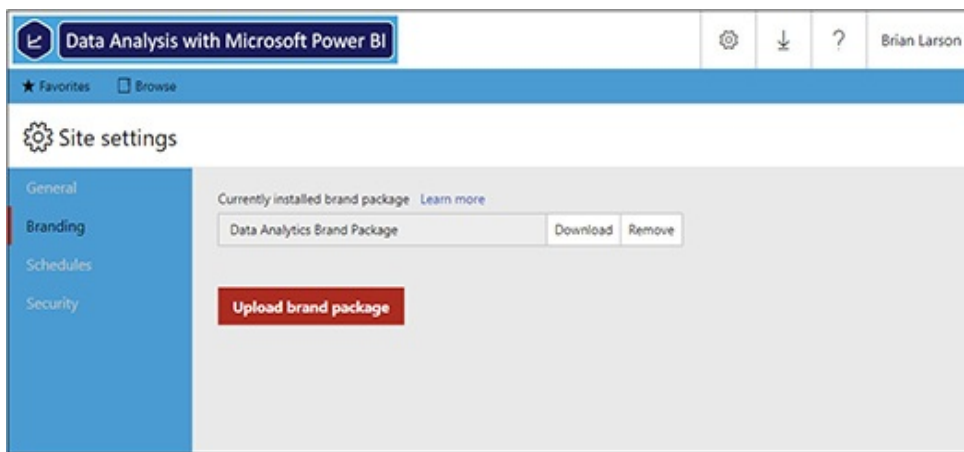 Data Analysis with Microsoft Power BI
? Brian Larson
Favorites Browse
Site settings
General
Branding
Schedules
Security
Currently installed brand package Learn more
Data Analytics Brand Package Download Remove
Upload brand package